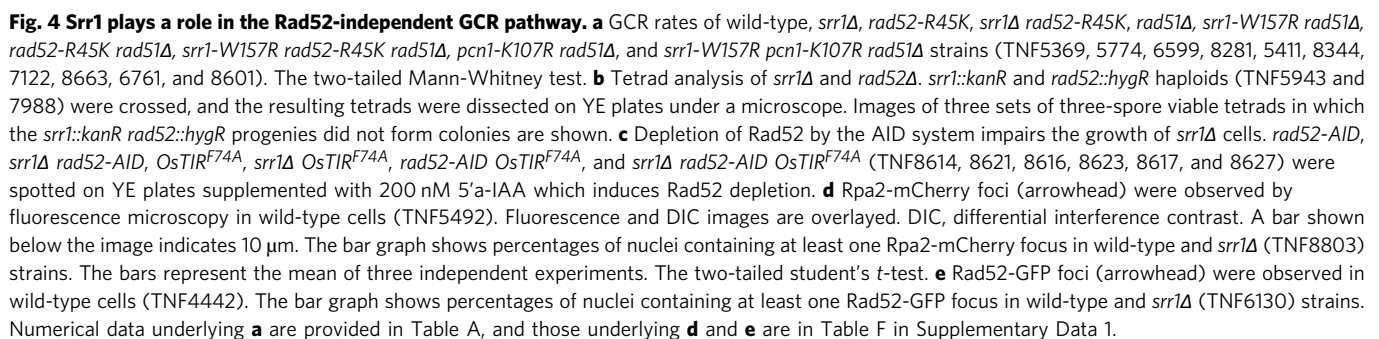 Fig. 4 Srr1 plays a role in the Rad52-independent GCR pathway. a GCR rates of wild-type, srr1Δ, rad52-R45K, srr1Δ rad52-R45K, rad51Δ, srr1-W157R rad51Δ,
rad52-R45K rad51Δ, srr1-W157R rad52-R45K rad51Δ, pcn1-K107R rad51Δ, and srr1-W157R pcn1-K107R rad51Δ strains (TNF5369, 5774, 6599, 8281, 5411, 8344,
7122, 8663, 6761, and 8601). The two-tailed Mann-Whitney test. b Tetrad analysis of srr1Δ and rad52Δ. srr1::kanR and rad52::hygR haploids (TNF5943 and
7988) were crossed, and the resulting tetrads were dissected on YE plates under a microscope. Images of three sets of three-spore viable tetrads in which
the srr1::kanR rad52::hygR progenies did not form colonies are shown. c Depletion of Rad52 by the AID system impairs the growth of srr1Δ cells. rad52-AID,
srr1Δ rad52-AID, OsTIRF74A, srr1Δ OsTIRF74A, rad52-AID OsTIRF74A, and srr1Δ rad52-AID OsTIRF74A (TNF8614, 8621, 8616, 8623, 8617, and 8627) were
spotted on YE plates supplemented with 200 nM 5'a-IAA which induces Rad52 depletion. d Rpa2-mCherry foci (arrowhead) were observed by
fluorescence microscopy in wild-type cells (TNF5492). Fluorescence and DIC images are overlayed. DIC, differential interference contrast. A bar shown
below the image indicates 10 μm. The bar graph shows percentages of nuclei containing at least one Rpa2-mCherry focus in wild-type and srr1Δ (TNF8803)
strains. The bars represent the mean of three independent experiments. The two-tailed student's t-test. e Rad52-GFP foci (arrowhead) were observed in
wild-type cells (TNF4442). The bar graph shows percentages of nuclei containing at least one Rad52-GFP focus in wild-type and srr1Δ (TNF6130) strains.
Numerical data underlying a are provided in Table A, and those underlying d and e are in Table F in Supplementary Data 1.